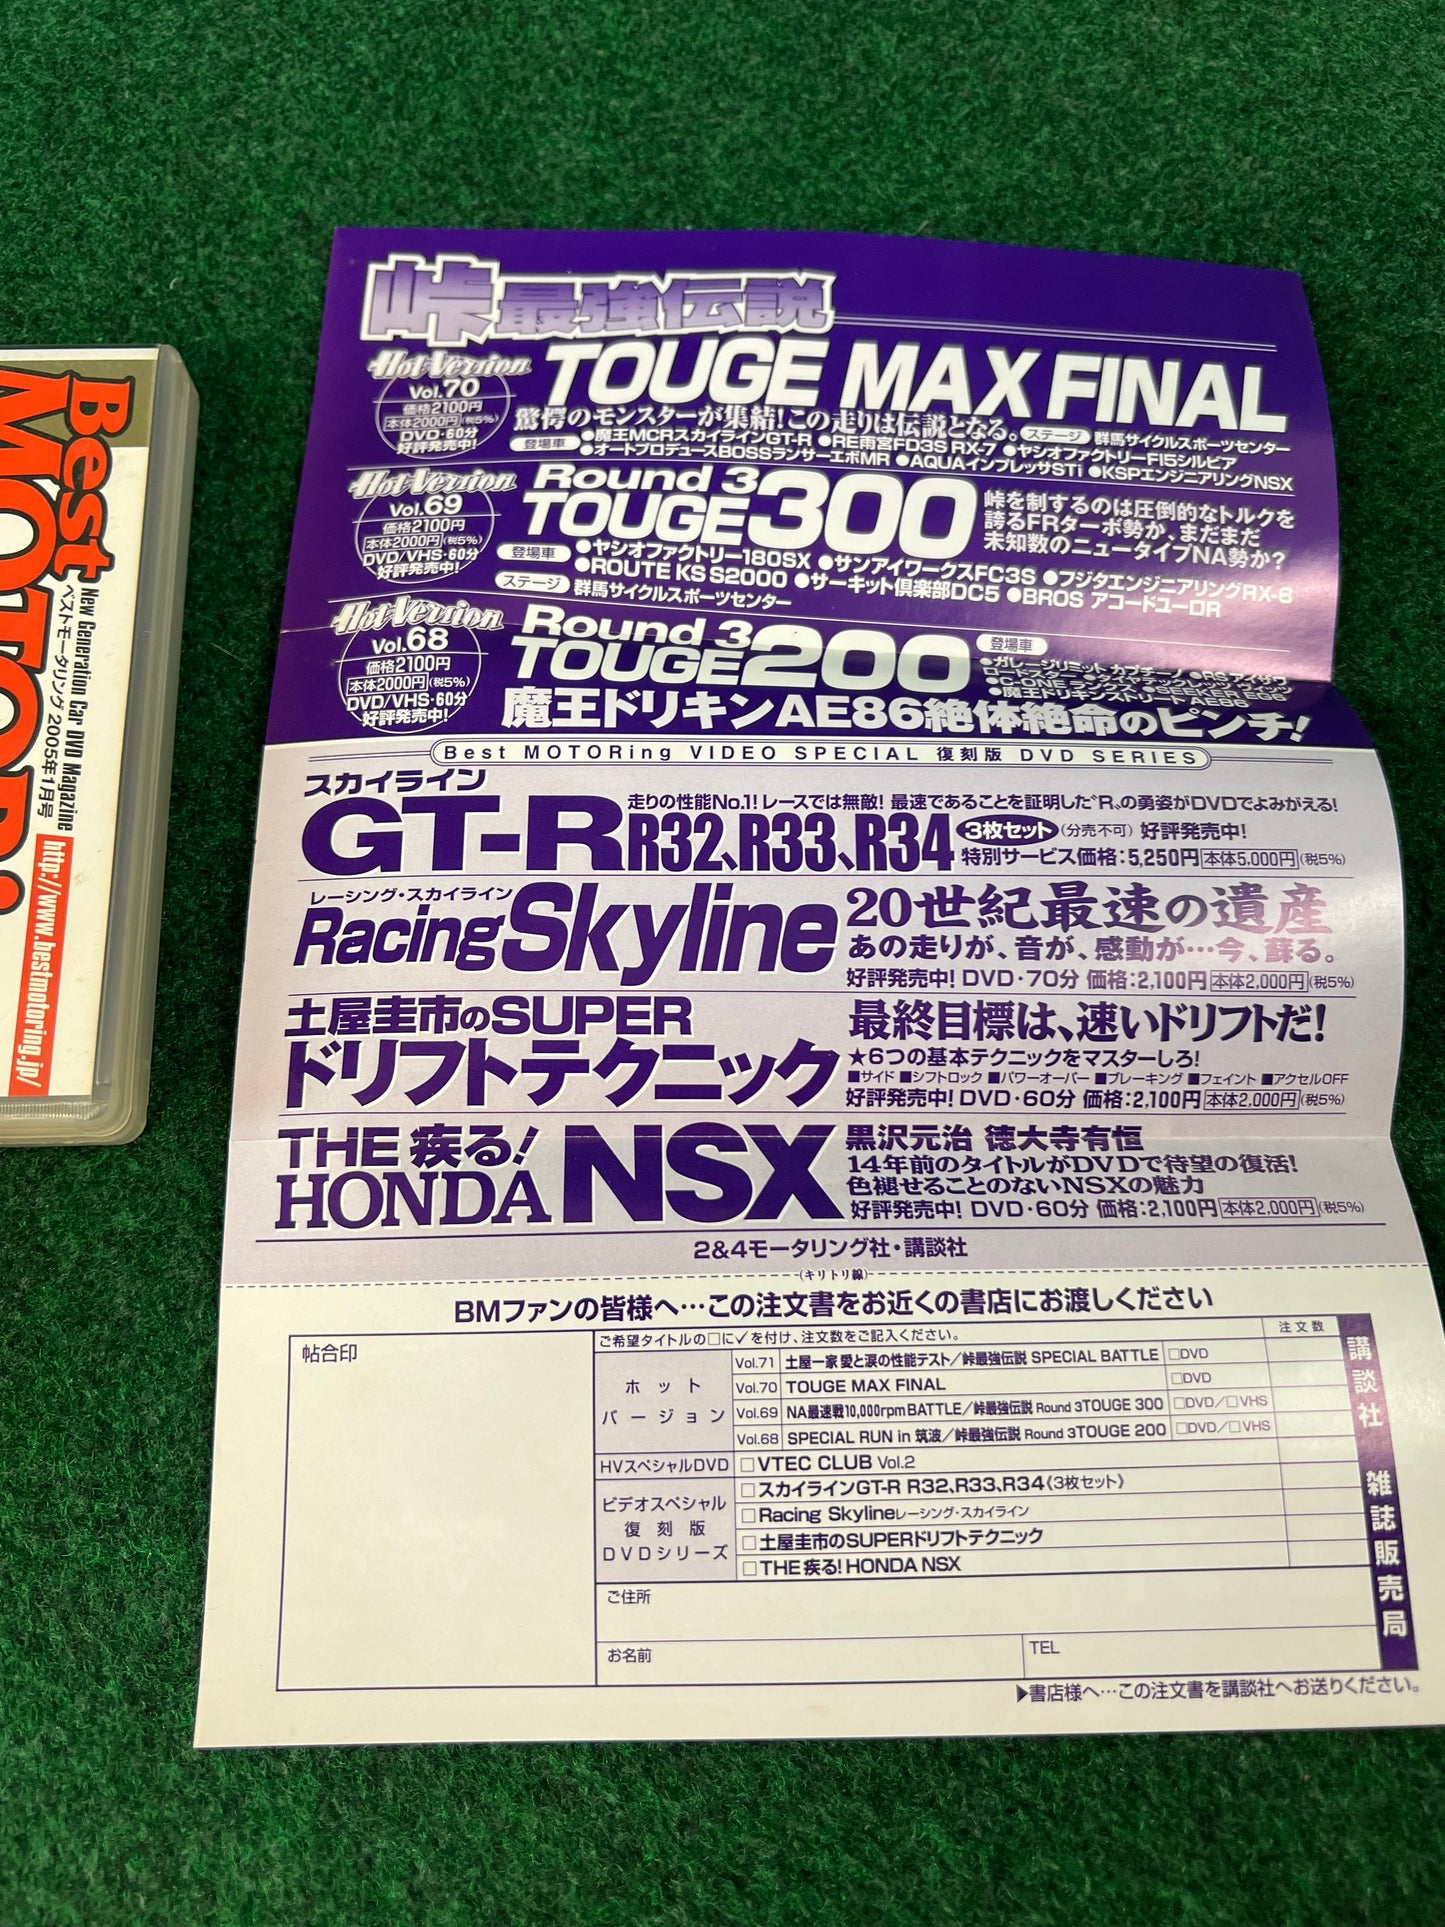 Best
MOTORi
New Generation Car DVD Magazine
ベストモータリング 2005年1月号
http://www.bestmotoring.jp/
峠最強伝説
Hot-Version
Vol.70
価格2100円
本体2000円(税5%)
DVD・60分
好評発売中!
TOUGE MAX FINAL
驚愕のモンスターが集結!この走りは伝説となる。
ステージ 群馬サイクルスポーツセンター
登場車 ●魔王MCRスカイラインGT-R ●RE雨宮FD3S RX-7 ●ヤシオファクトリーF15シルビア
●オートプロデュースBOSSランサーエボMR ●AQUAインプレッサSTi ●KSPエンジニアリングNSX
Hot-Version
Vol.69
価格2100円
本体2000円(税5%)
DVD/VHS・60分
好評発売中!
Round 3
TOUGE300
峠を制するのは圧倒的なトルクを
誇るFRターボ勢か、まだまだ
未知数のニュータイプNA勢か?
登場車 ●ヤシオファクトリー180SX ●サンアイワークスFC3S ●フジタエンジニアリングRX-8
●ROUTE KS S2000 ●サーキット倶楽部DC5 ●BROS アコードユーロR
ステージ 群馬サイクルスポーツセンター
Hot-Version
Vol.68
価格2100円
本体2000円(税5%)
DVD/VHS・60分
好評発売中!
Round 3
TOUGE200
登場車
●ガレージリミット カプチーノ
●魔王ドリキンストリート AE86
魔王ドリキンAE86絶体絶命のピンチ!
Best MOTORing VIDEO SPECIAL 復刻版 DVD SERIES
スカイライン
GT-R R32、R33、R34
走りの性能No.1! レースでは無敵! 最速であることを証明した〝R〟の勇姿がDVDでよみがえる!
3枚セット(分売不可) 好評発売中!
特別サービス価格:5,250円 本体5,000円(税5%)
レーシング・スカイライン
Racing Skyline
20世紀最速の遺産
あの走りが、音が、感動が…今、蘇る。
好評発売中! DVD・70分 価格:2,100円 本体2,000円(税5%)
土屋圭市のSUPER
ドリフトテクニック
最終目標は、速いドリフトだ!
★6つの基本テクニックをマスターしろ!
■サイド ■シフトロック ■パワーオーバー ■ブレーキング ■フェイント ■アクセルOFF
好評発売中! DVD・60分 価格:2,100円 本体2,000円(税5%)
THE 疾る!
HONDA NSX
黒沢元治 徳大寺有恒
14年前のタイトルがDVDで待望の復活!
色褪せることのないNSXの魅力
好評発売中! DVD・60分 価格:2,100円 本体2,000円(税5%)
2&4モータリング社・講談社
(キリトリ線)
BMファンの皆様へ…この注文書をお近くの書店にお渡しください
帖合印
ご希望タイトルの□に✓を付け、注文数をご記入ください。
注文数
ホット
バージョン
Vol.71 土屋一家 愛と涙の性能テスト/峠最強伝説 SPECIAL BATTLE □DVD
Vol.70 TOUGE MAX FINAL □DVD
Vol.69 NA最速戦10,000rpm BATTLE/峠最強伝説 Round 3TOUGE 300 □DVD/□VHS
Vol.68 SPECIAL RUN in 筑波/峠最強伝説 Round 3TOUGE 200 □DVD/□VHS
HVスペシャルDVD □VTEC CLUB Vol.2
ビデオスペシャル
復刻版
DVDシリーズ
□スカイラインGT-R R32、R33、R34《3枚セット》
□Racing Skylineレーシング・スカイライン
□土屋圭市のSUPERドリフトテクニック
□THE 疾る! HONDA NSX
ご住所
お名前
TEL
講談社 雑誌販売局
▶書店様へ…この注文書を講談社へお送りください。